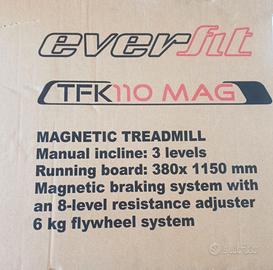 everfit
TFK110 MAG
MAGNETIC TREADMILL
Manual incline: 3 levels
Running board: 380x 1150 mm
Magnetic braking system with
an 8-level resistance adjuster
6 kg flywheel system
subito